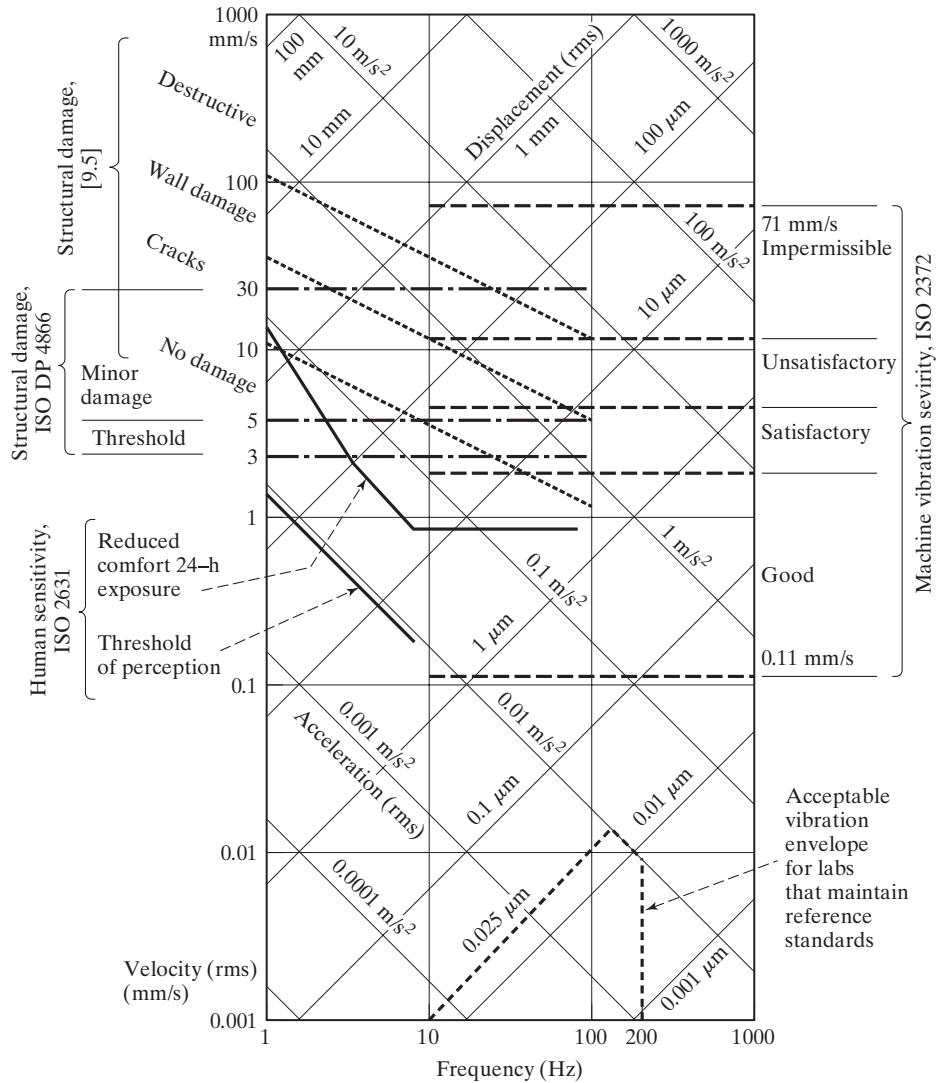 1000
mm/s
100
30
10
5
3
1
0.1
0.01
Velocity (rms)
(mm/s)
0.001
1
10
100
200
1000
Frequency (Hz)
Structural damage,
[9.5]
Destructive
Wall damage
Cracks
No damage
Structural damage,
ISO DP 4866
Minor
damage
Threshold
Human sensitivity,
ISO 2631
Reduced
comfort 24–h
exposure
Threshold
of perception
100
mm
10 m/s²
10 mm
Displacement (rms)
1 mm
1000 m/s²
100 μm
100 m/s²
10 μm
1 m/s²
0.1 m/s²
1 μm
0.01 m/s²
0.001 m/s²
Acceleration (rms)
0.1 μm
0.01 μm
0.0001 m/s²
0.025 μm
0.001 μm
71 mm/s
Impermissible
Unsatisfactory
Satisfactory
Good
0.11 mm/s
Machine vibration sevirity, ISO 2372
Acceptable
vibration
envelope
for labs
that maintain
reference
standards